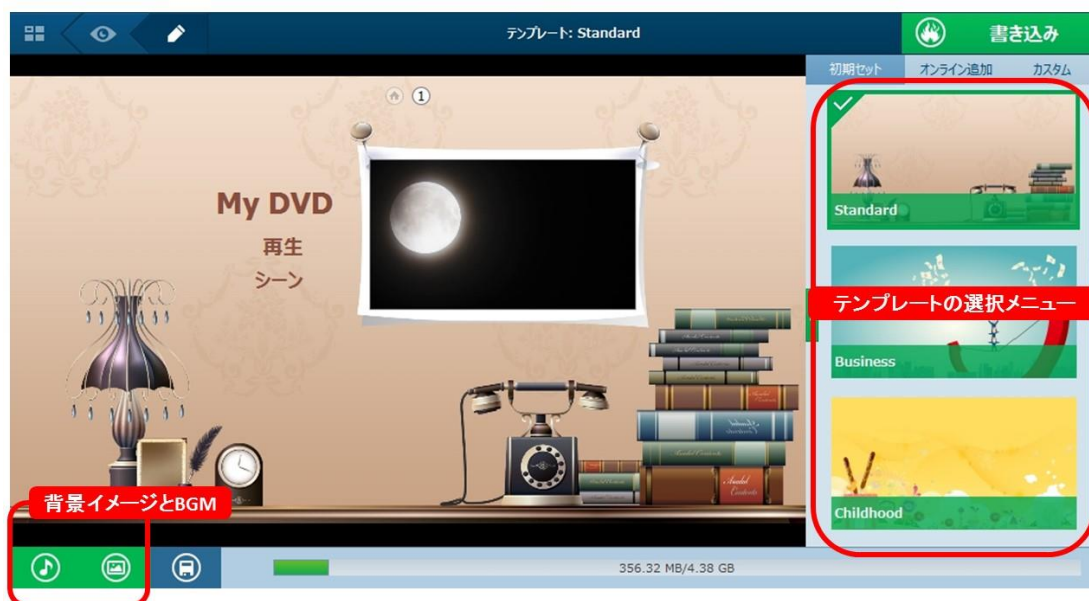 テンプレート: Standard
書き込み
初期セット
オンライン追加
カスタム
1
My DVD
再生
シーン
Standard
テンプレートの選択メニュー
Business
Childhood
背景イメージとBGM
356.32 MB/4.38 GB